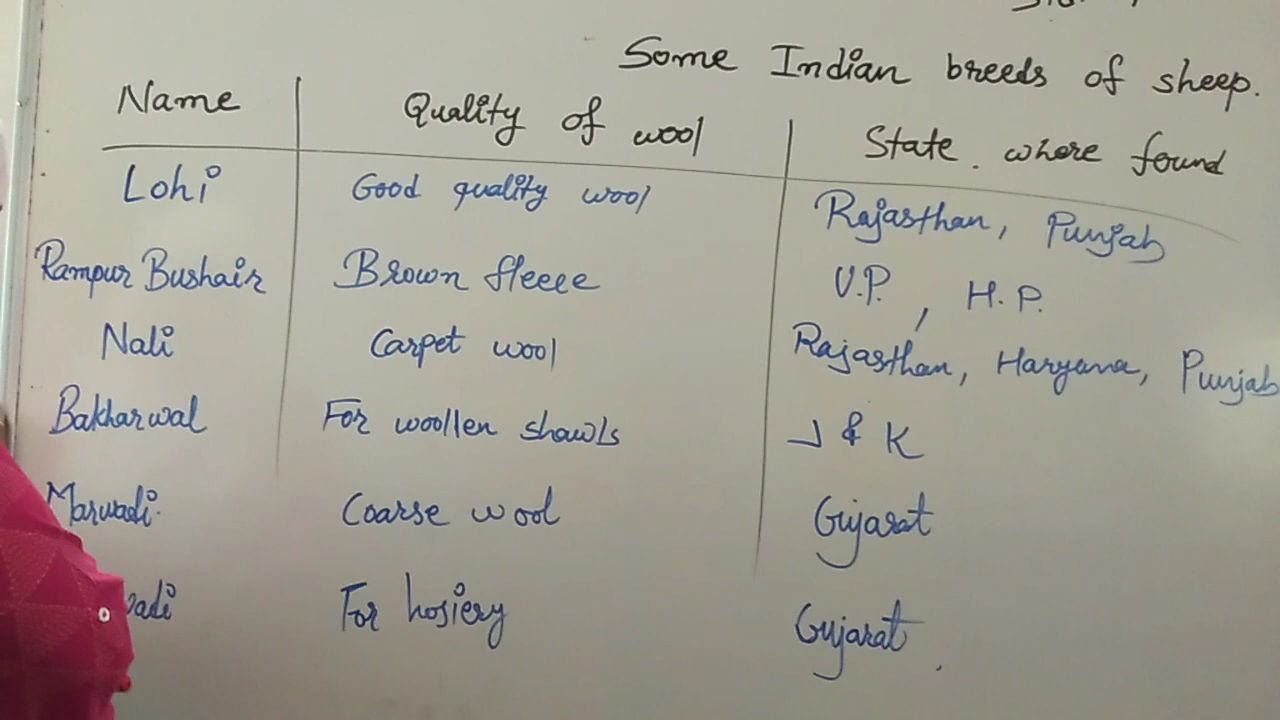 Some Indian breeds of sheep.
Name Quality of wool State where found
Lohi Good quality wool Rajasthan, Punjab
Rampur Bushair Brown fleece U.P., H.P.
Nali Carpet wool Rajasthan, Haryana, Punjab
Bakharwal For woollen shawls J & K
Marwadi Coarse wool Gujarat
For hosiery Gujarat